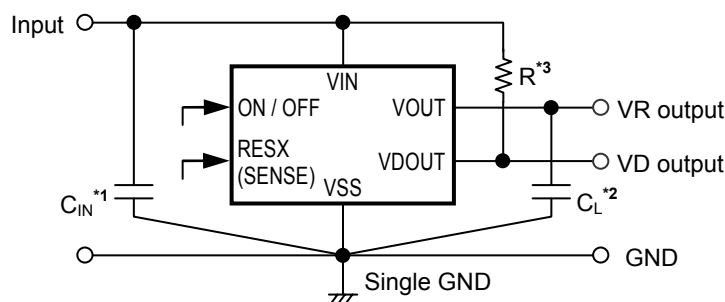 Input
VIN
R*3
ON / OFF
VOUT
VR output
RESX
(SENSE)
VDOUT
VD output
VSS
CIN*1
CL*2
GND
Single GND